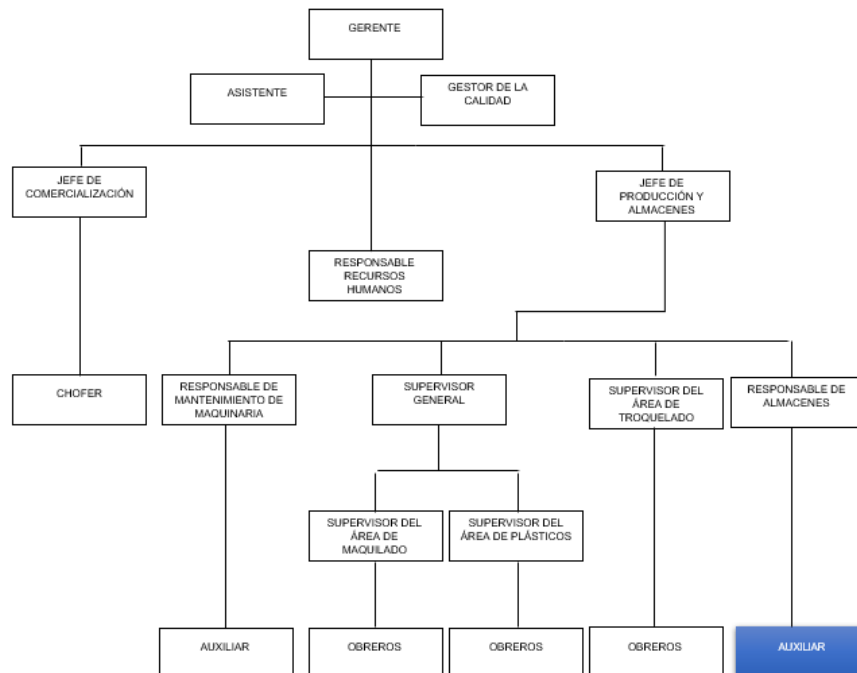 GERENTE
ASISTENTE
GESTOR DE LA
CALIDAD
JEFE DE
COMERCIALIZACIÓN
JEFE DE
PRODUCCIÓN Y
ALMACENES
RESPONSABLE
RECURSOS
HUMANOS
CHOFER
RESPONSABLE DE
MANTENIMIENTO DE
MAQUINARIA
SUPERVISOR
GENERAL
SUPERVISOR DEL
ÁREA DE
TROQUELADO
RESPONSABLE DE
ALMACENES
SUPERVISOR DEL
ÁREA DE
MAQUILADO
SUPERVISOR DEL
ÁREA DE PLÁSTICOS
AUXILIAR
OBREROS
OBREROS
OBREROS
AUXILIAR